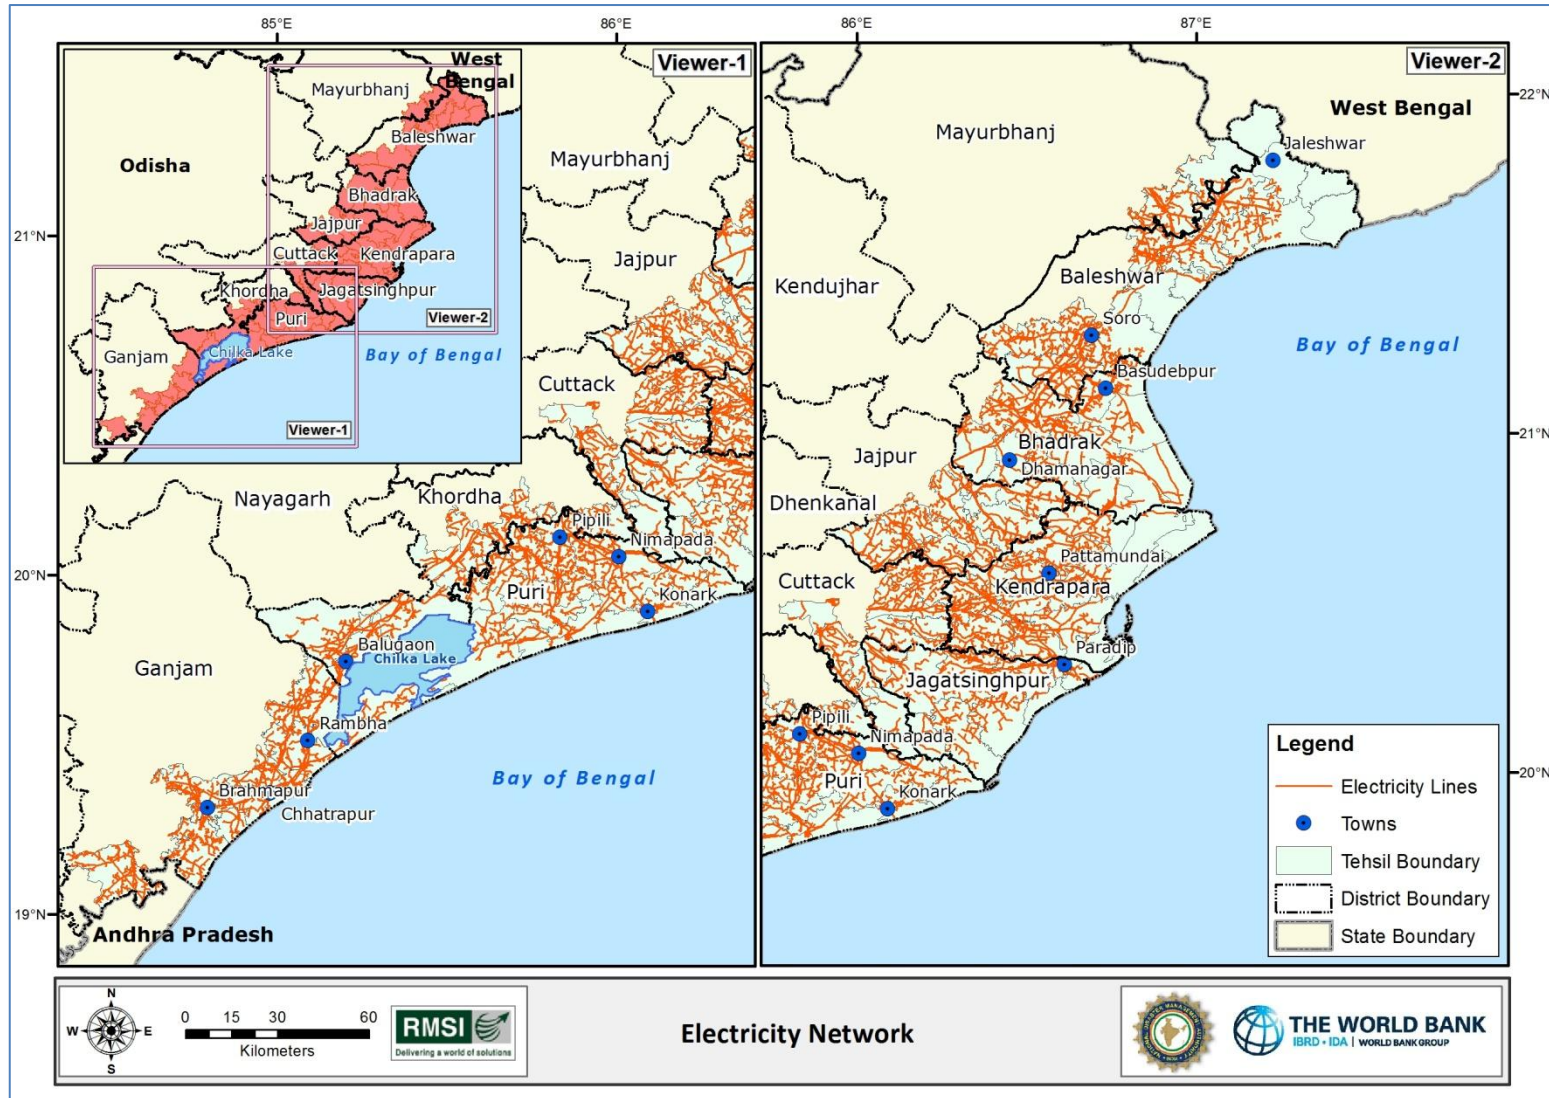 85°E
86°E
86°E
87°E
22°N
21°N
20°N
21°N
20°N
19°N
West
Bengal
Mayurbhanj
Baleshwar
Odisha
Bhadrak
Jajpur
Cuttack
Kendrapara
Khordha
Jagatsinghpur
Puri
Viewer-2
Ganjam
Chilka Lake
Bay of Bengal
Viewer-1
Viewer-1
Mayurbhanj
Jajpur
Cuttack
Nayagarh
Khordha
Pipili
Nimapada
Puri
Konark
Balugaon
Chilka Lake
Ganjam
Rambha
Bay of Bengal
Brahmapur
Chhatrapur
Andhra Pradesh
Viewer-2
West Bengal
Mayurbhanj
Jaleshwar
Kendujhar
Baleshwar
Soro
Bay of Bengal
Basudebpur
Bhadrak
Jajpur
Dhamanagar
Dhenkanal
Pattamundai
Cuttack
Kendrapara
Paradip
Jagatsinghpur
Pipili
Nimapada
Puri
Konark
Legend
Electricity Lines
Towns
Tehsil Boundary
District Boundary
State Boundary
N
W
E
S
0 15 30 60
Kilometers
RMSI
Delivering a world of solutions
Electricity Network
THE WORLD BANK
IBRD • IDA | WORLD BANK GROUP